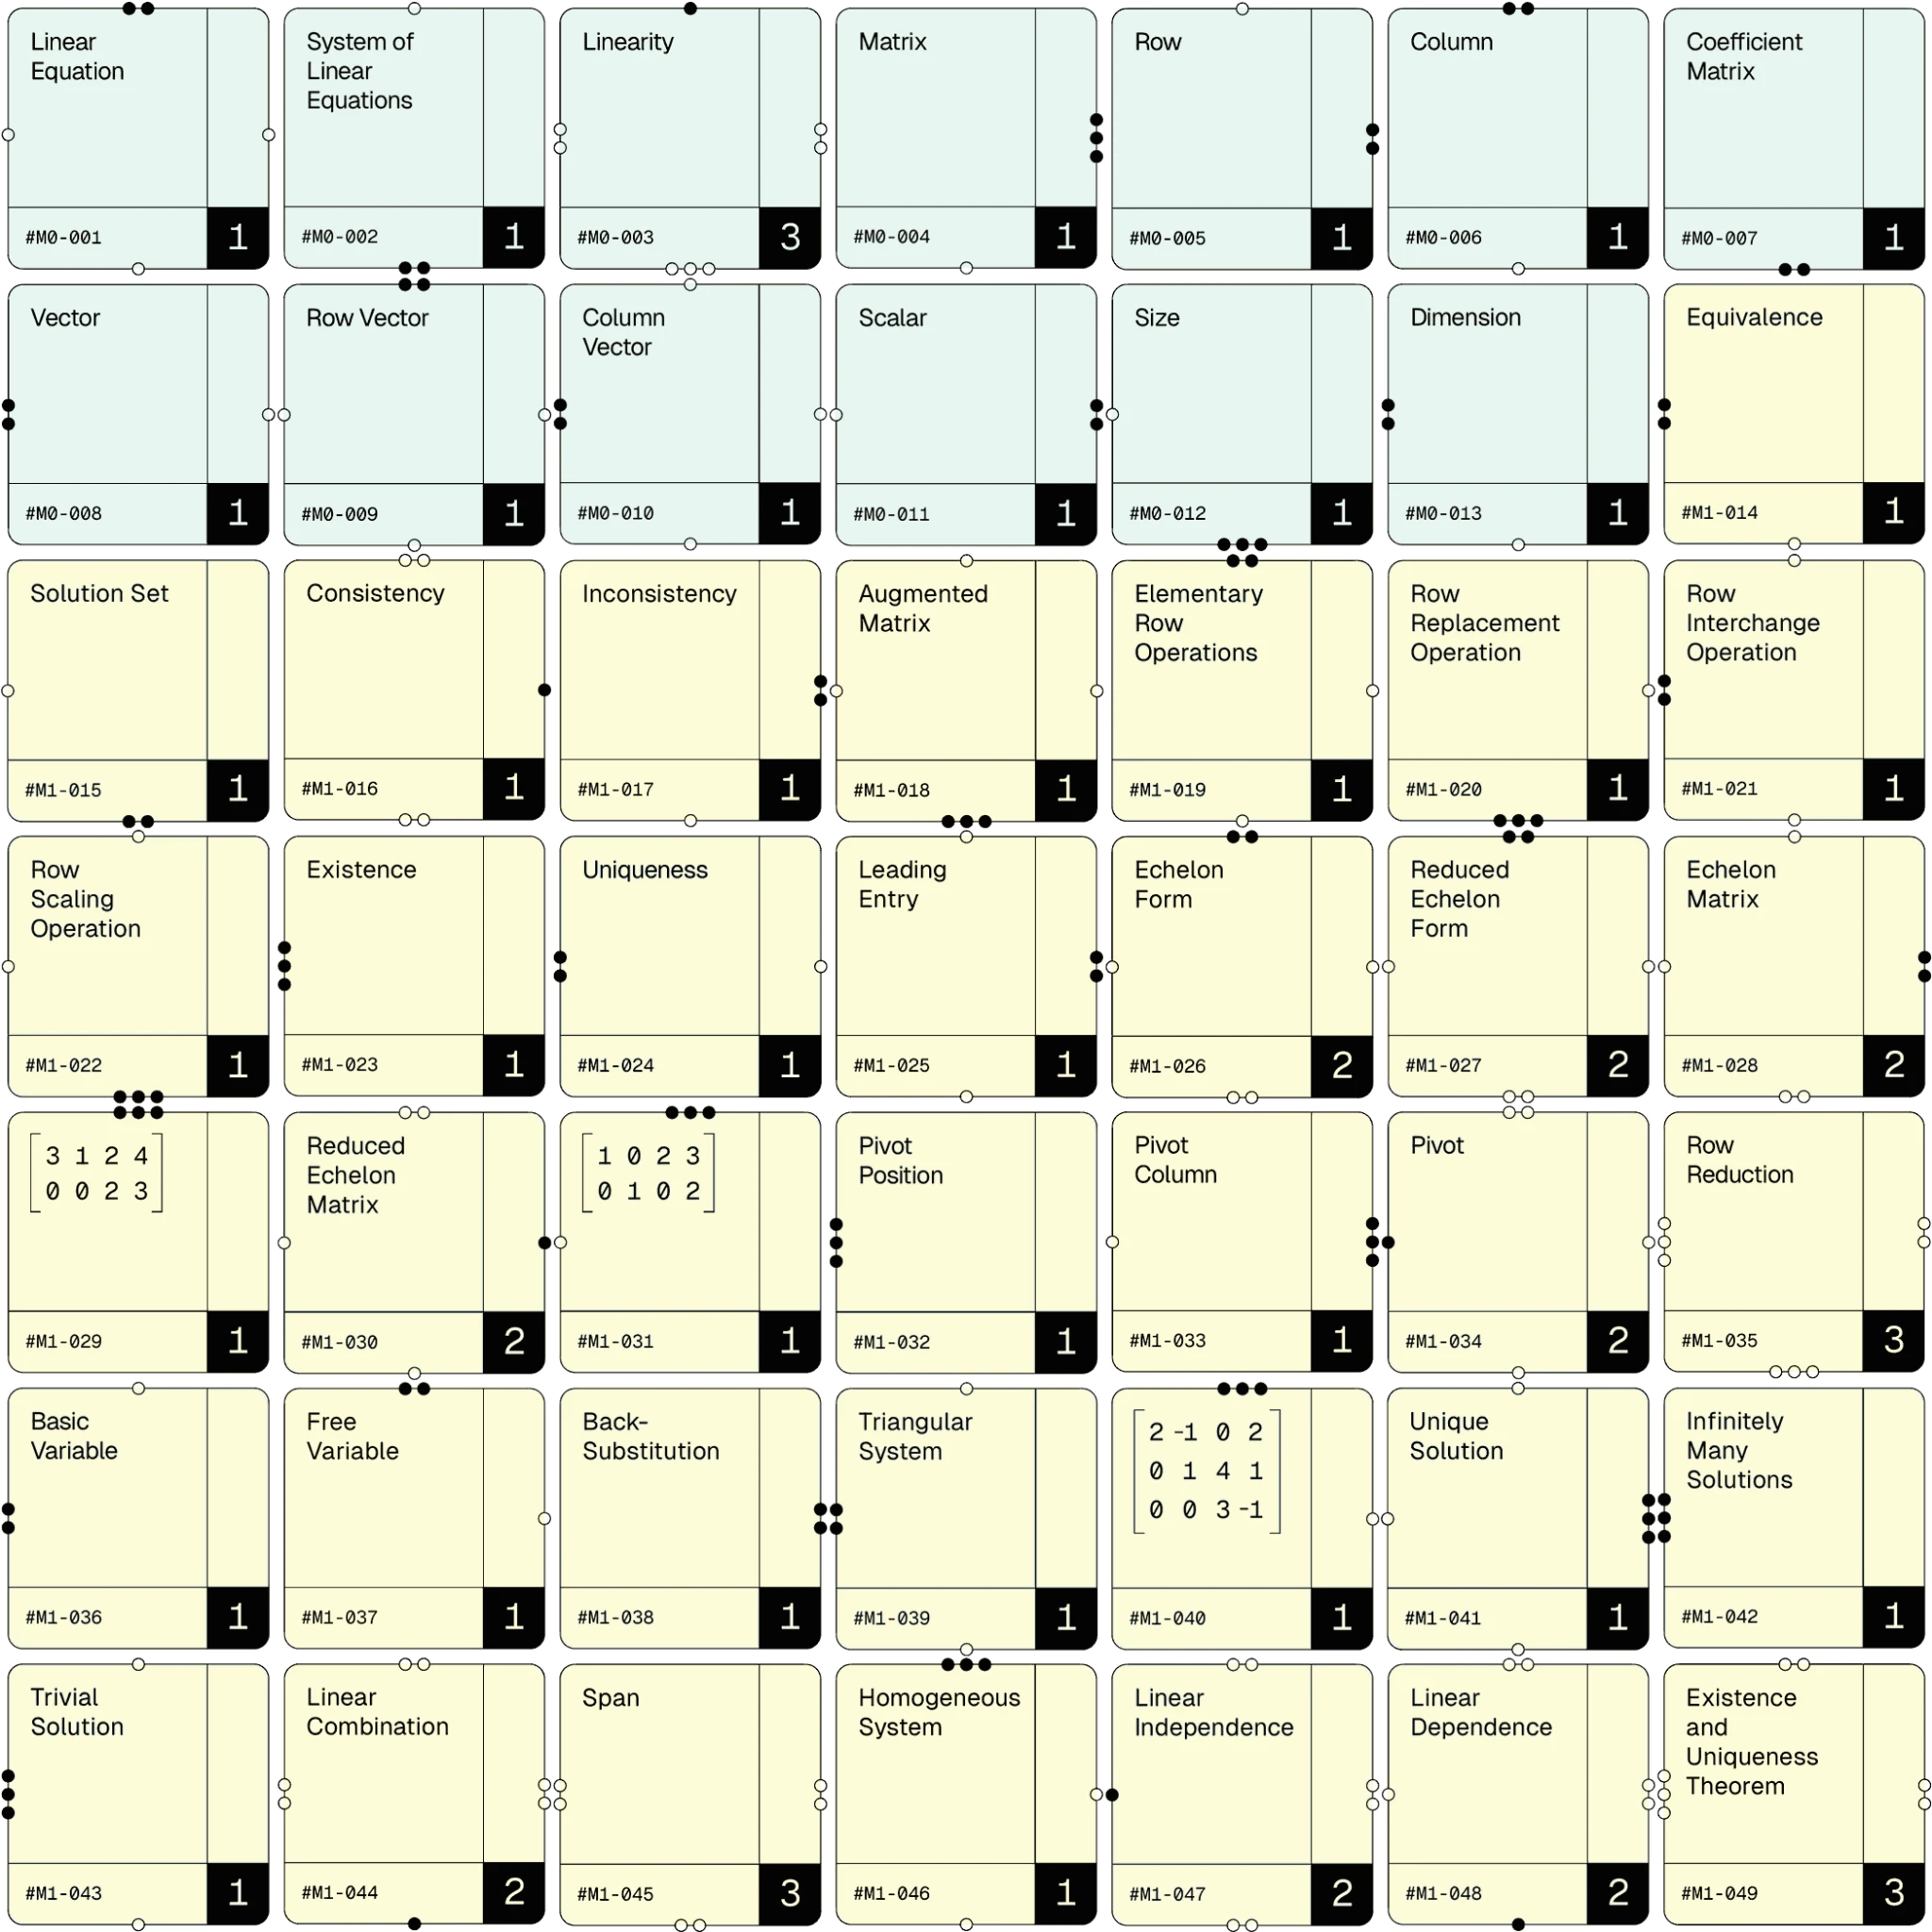 Linear
Equation
#M0-001
1
System of
Linear
Equations
#M0-002
1
Linearity
#M0-003
3
Matrix
#M0-004
1
Row
#M0-005
1
Column
#M0-006
1
Coefficient
Matrix
#M0-007
1
Vector
#M0-008
1
Row Vector
#M0-009
1
Column
Vector
#M0-010
1
Scalar
#M0-011
1
Size
#M0-012
1
Dimension
#M0-013
1
Equivalence
#M1-014
1
Solution Set
#M1-015
1
Consistency
#M1-016
1
Inconsistency
#M1-017
1
Augmented
Matrix
#M1-018
1
Elementary
Row
Operations
#M1-019
1
Row
Replacement
Operation
#M1-020
1
Row
Interchange
Operation
#M1-021
1
Row
Scaling
Operation
#M1-022
1
Existence
#M1-023
1
Uniqueness
#M1-024
1
Leading
Entry
#M1-025
1
Echelon
Form
#M1-026
2
Reduced
Echelon
Form
#M1-027
2
Echelon
Matrix
#M1-028
2
3 1 2 4
0 0 2 3
#M1-029
1
Reduced
Echelon
Matrix
#M1-030
2
1 0 2 3
0 1 0 2
#M1-031
1
Pivot
Position
#M1-032
1
Pivot
Column
#M1-033
1
Pivot
#M1-034
2
Row
Reduction
#M1-035
3
Basic
Variable
#M1-036
1
Free
Variable
#M1-037
1
Back-
Substitution
#M1-038
1
Triangular
System
#M1-039
1
2 -1 0 2
0 1 4 1
0 0 3 -1
#M1-040
1
Unique
Solution
#M1-041
1
Infinitely
Many
Solutions
#M1-042
1
Trivial
Solution
#M1-043
1
Linear
Combination
#M1-044
2
Span
#M1-045
3
Homogeneous
System
#M1-046
1
Linear
Independence
#M1-047
2
Linear
Dependence
#M1-048
2
Existence
and
Uniqueness
Theorem
#M1-049
3